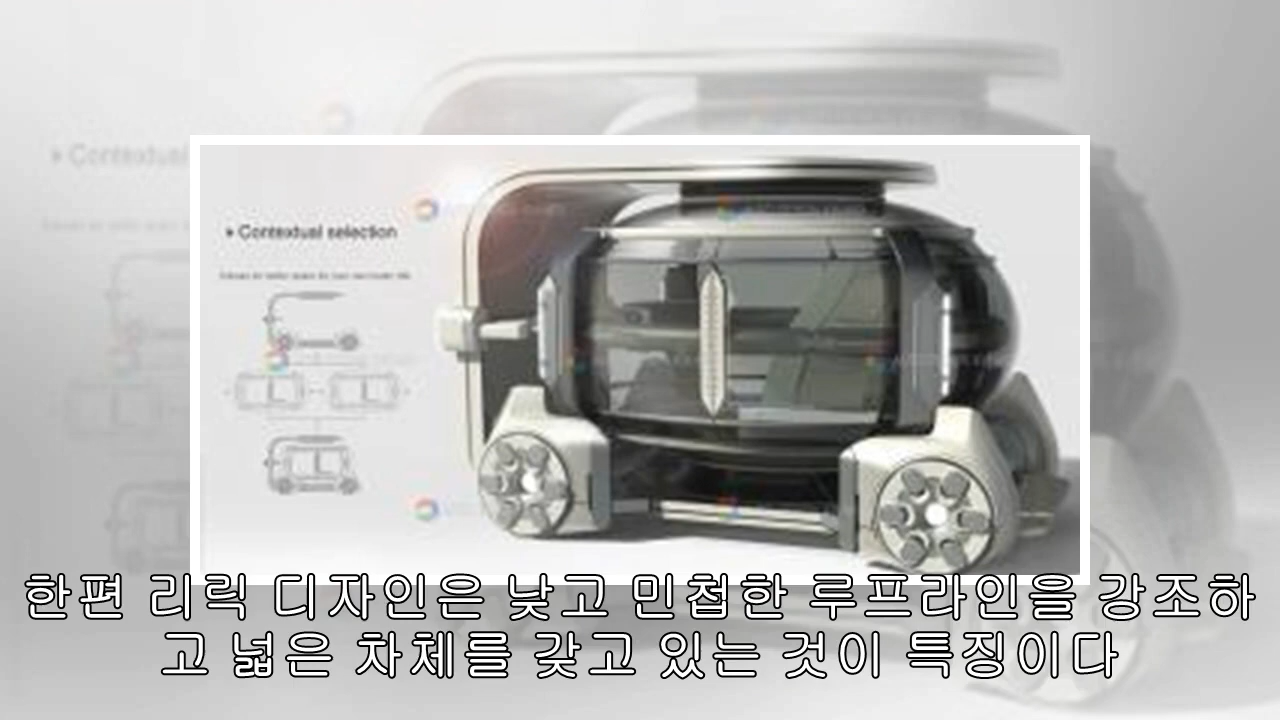 • Contextual selection
한편 리릭 디자인은 낮고 민첩한 루프라인을 강조하
고 넓은 차체를 갖고 있는 것이 특징이다